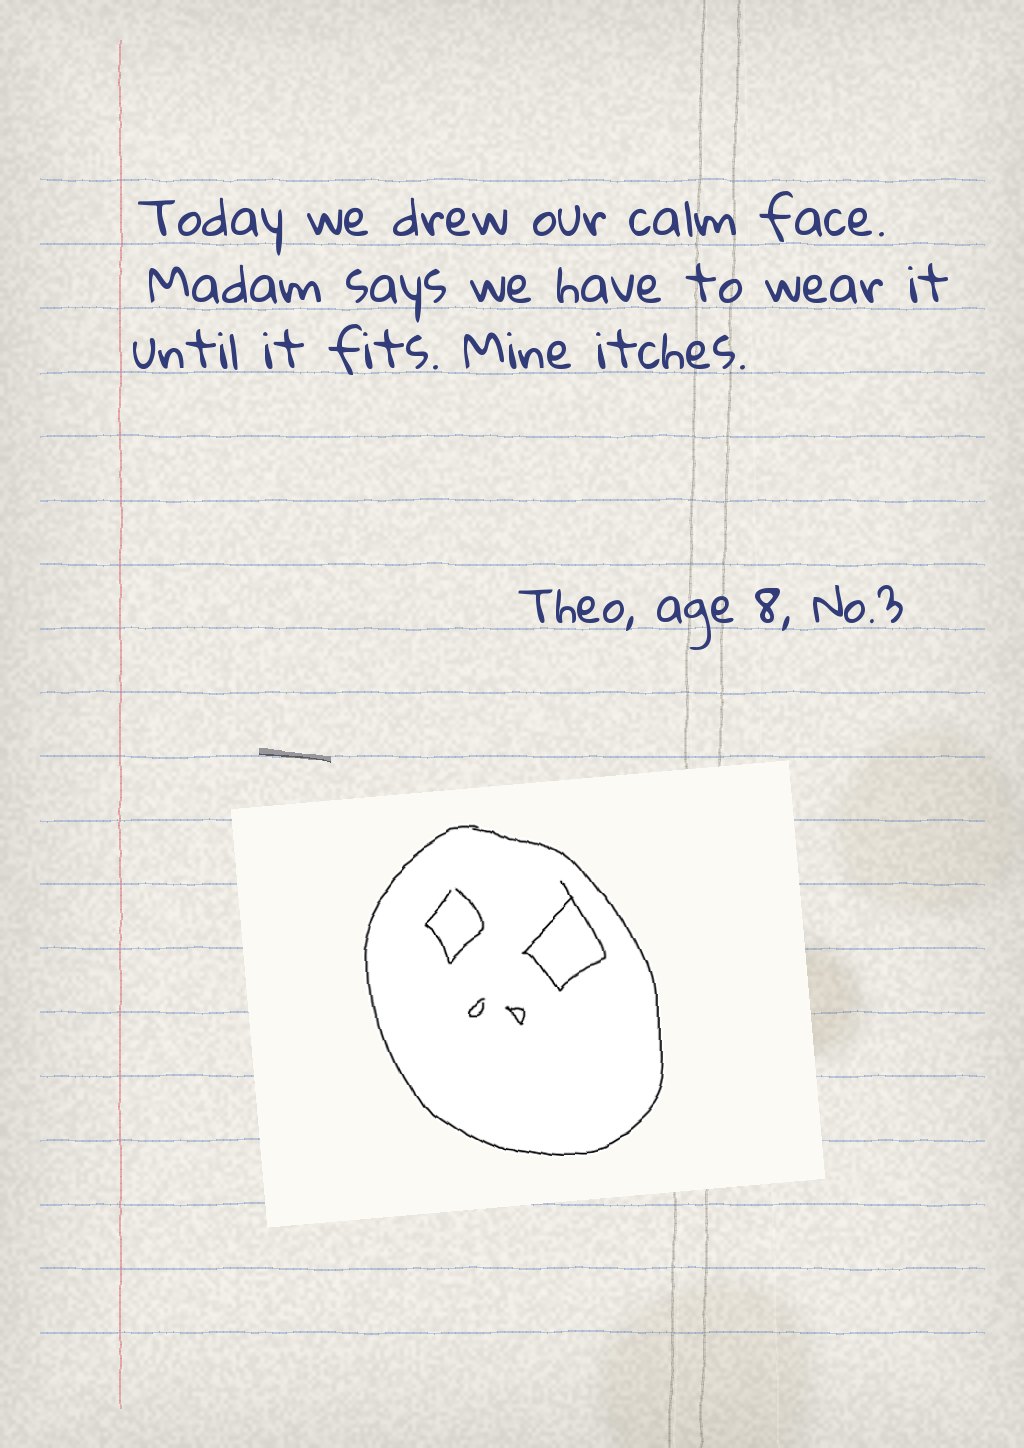 Today we drew our calm face.
Madam says we have to wear it
until it fits. Mine itches.
Theo, age 8, No.3